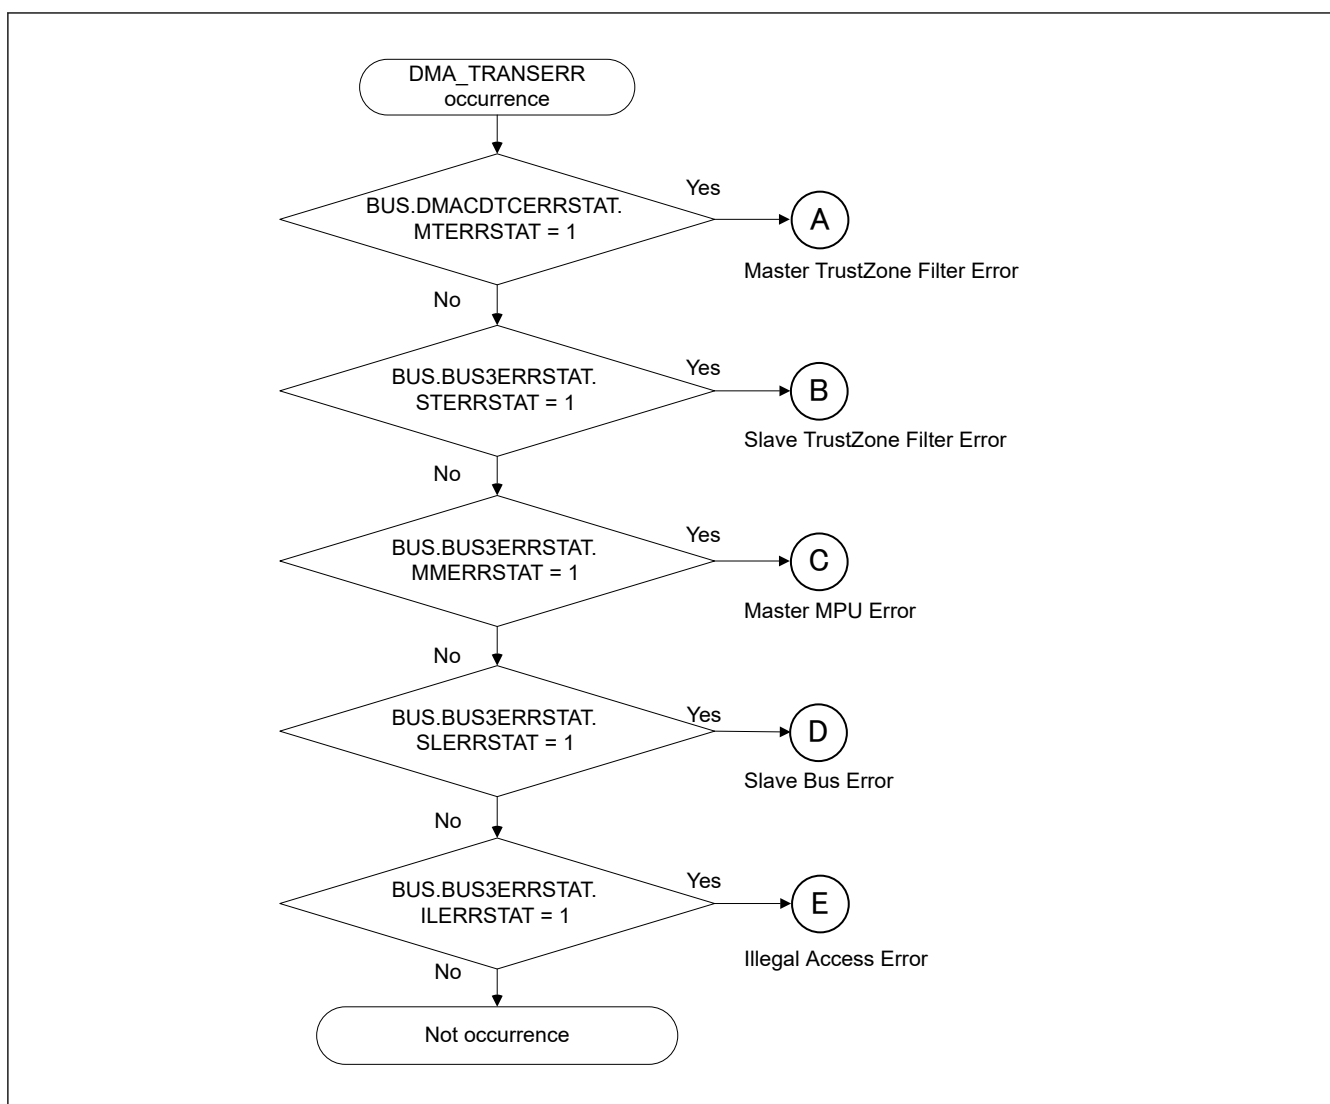 DMA_TRANSERR
occurrence
BUS.DMACDTCERRSTAT.
MTERRSTAT = 1
Yes
A
Master TrustZone Filter Error
No
BUS.BUS3ERRSTAT.
STERRSTAT = 1
Yes
B
Slave TrustZone Filter Error
No
BUS.BUS3ERRSTAT.
MMERRSTAT = 1
Yes
C
Master MPU Error
No
BUS.BUS3ERRSTAT.
SLERRSTAT = 1
Yes
D
Slave Bus Error
No
BUS.BUS3ERRSTAT.
ILERRSTAT = 1
Yes
E
Illegal Access Error
No
Not occurrence